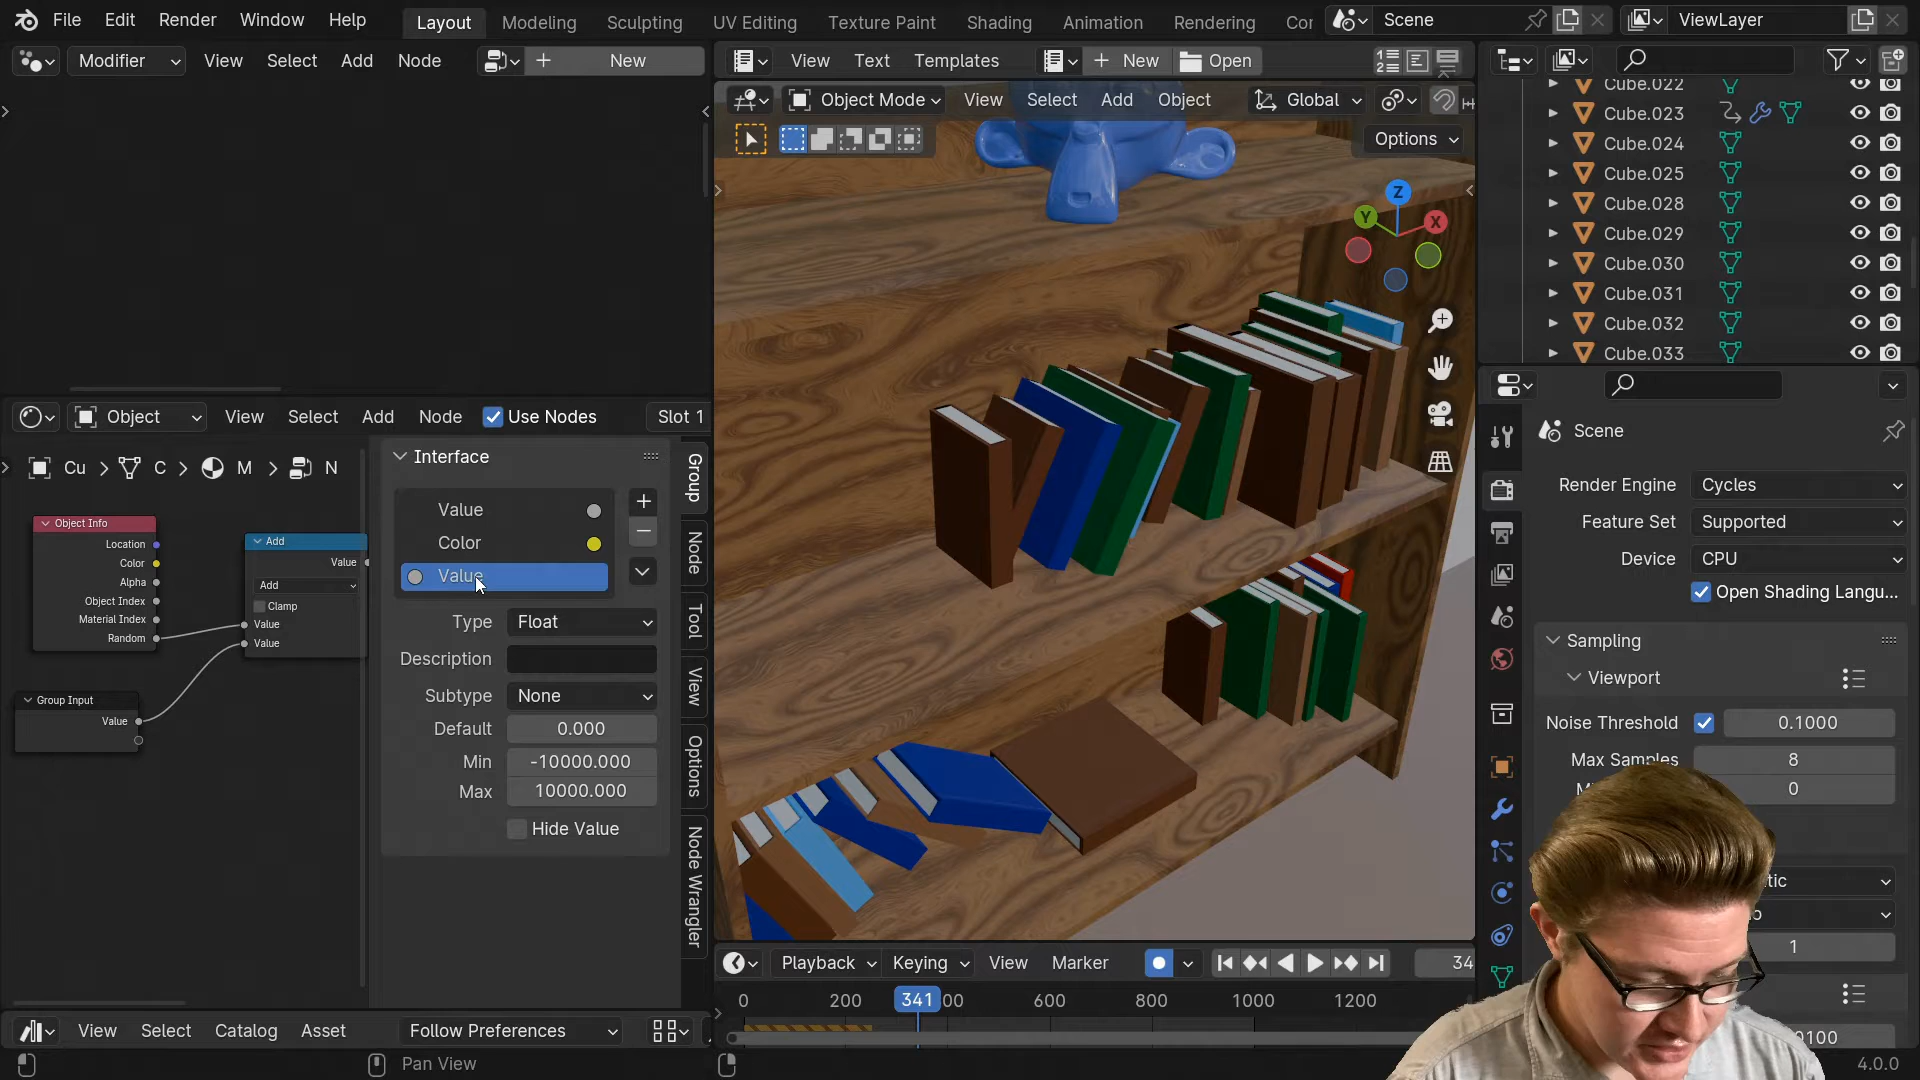 File Edit Render Window Help Layout Modeling Sculpting UV Editing Texture Paint Shading Animation Rendering Scene ViewLayer
Modifier View Select Add Node New
View Text Templates New Open
Object Mode View Select Add Object Global
Options
Z
Y
X
Cube.022
Cube.023
Cube.024
Cube.025
Cube.028
Cube.029
Cube.030
Cube.031
Cube.032
Cube.033
Object View Select Add Node Use Nodes Slot 1
Cu C M N
Object Info
Location
Color
Alpha
Object Index
Material Index
Random
Add
Value
Add
Clamp
Value
Value
Group Input
Value
Interface
Value
Color
Value
Type Float
Description
Subtype None
Default 0.000
Min -10000.000
Max 10000.000
Hide Value
Group
Node
Tool
View
Options
Node Wrangler
Scene
Render Engine Cycles
Feature Set Supported
Device CPU
Open Shading Langu...
Sampling
Viewport
Noise Threshold 0.1000
Max Samples 8
0
tic
1
0100
Playback Keying View Marker 34
0 200 341 00 600 800 1000 1200
View Select Catalog Asset Follow Preferences
Pan View
4.0.0